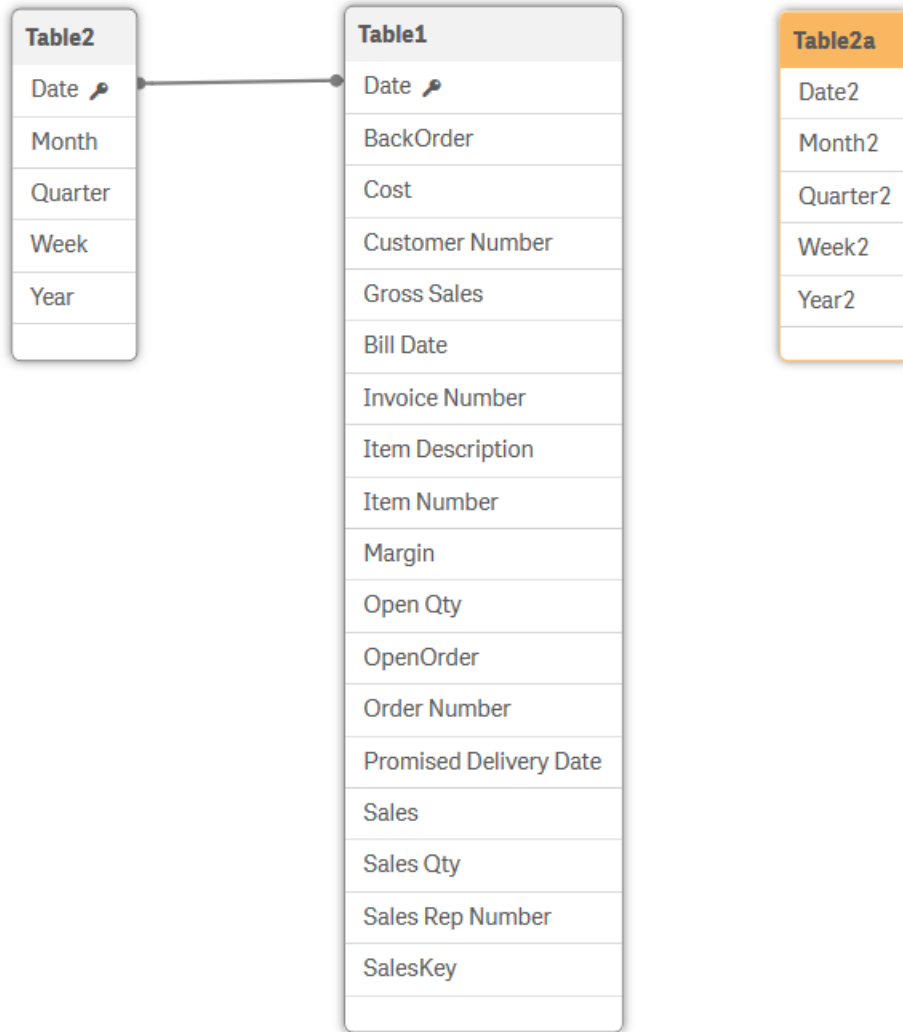 Table2
Date
Month
Quarter
Week
Year
Table1
Date
BackOrder
Cost
Customer Number
Gross Sales
Bill Date
Invoice Number
Item Description
Item Number
Margin
Open Qty
OpenOrder
Order Number
Promised Delivery Date
Sales
Sales Qty
Sales Rep Number
SalesKey
Table2a
Date2
Month2
Quarter2
Week2
Year2